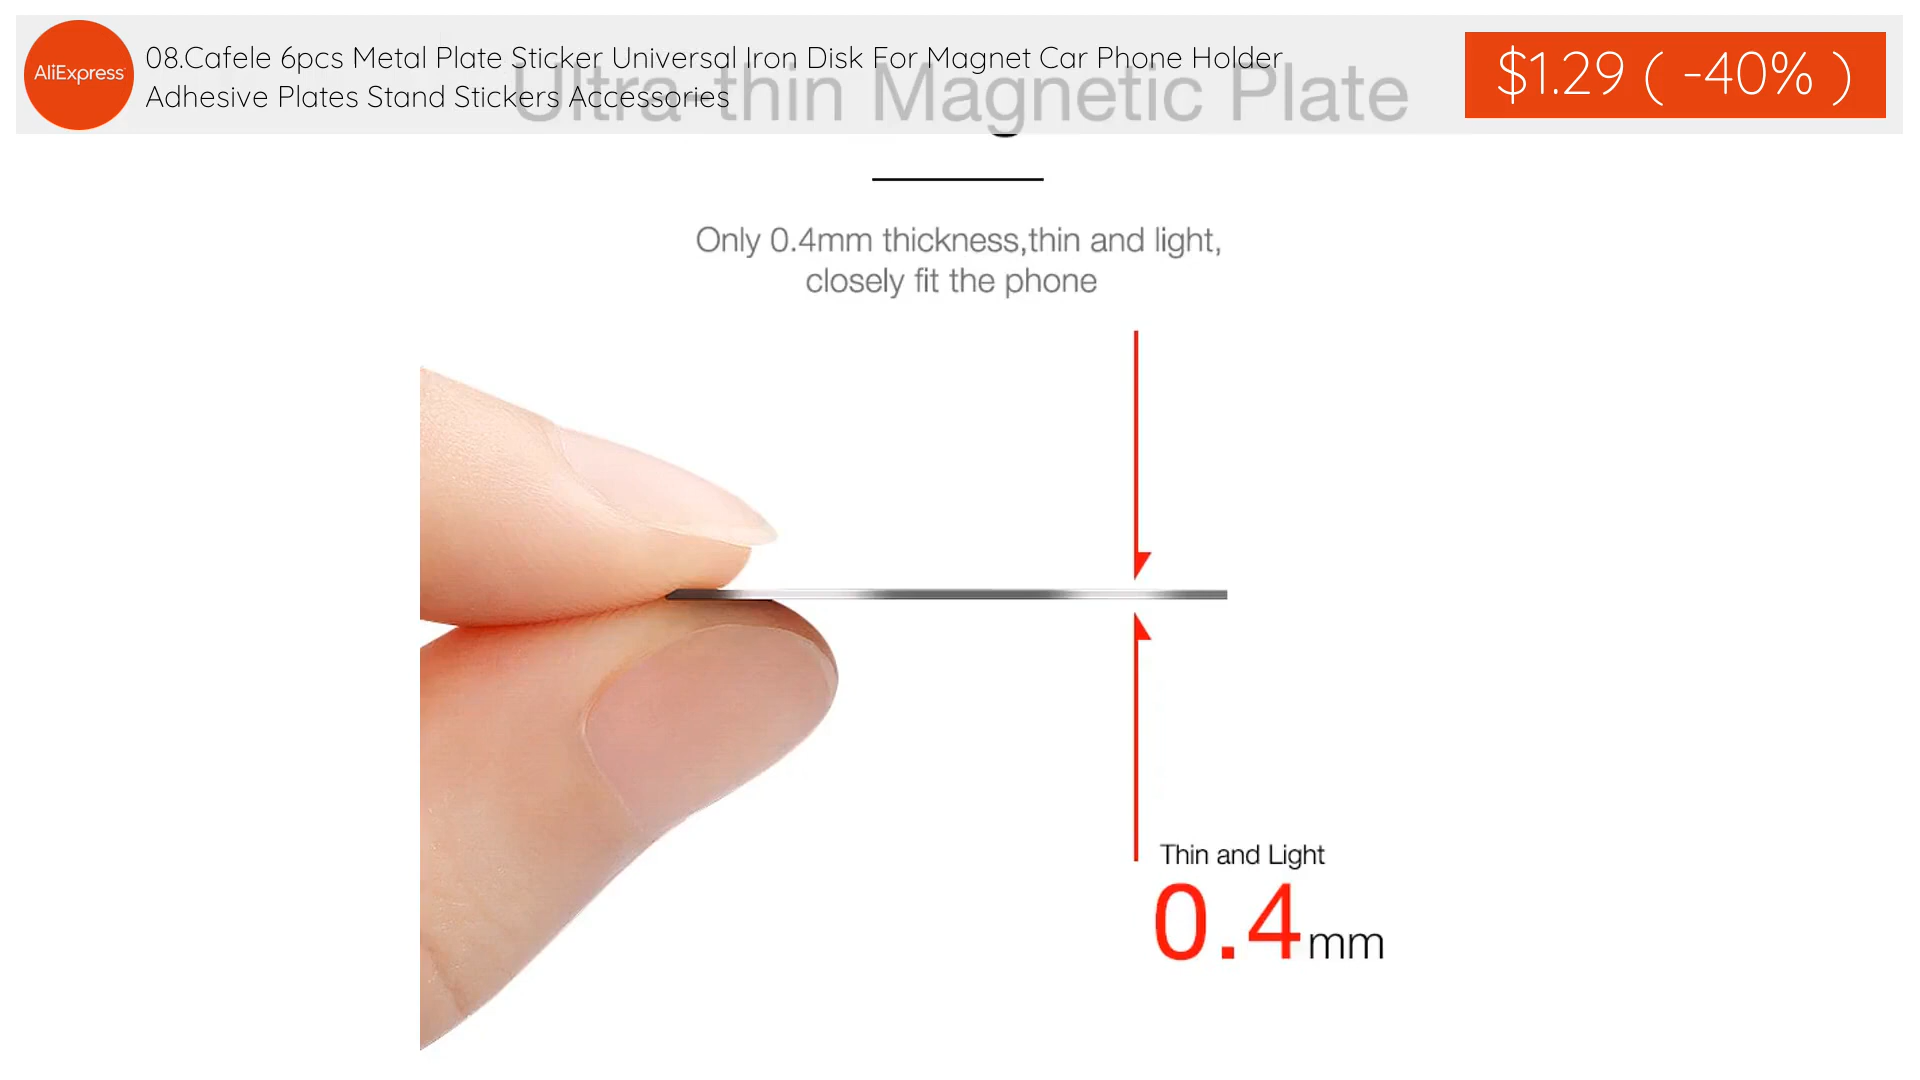 AliExpress
08.Cafele 6pcs Metal Plate Sticker Universal Iron Disk For Magnet Car Phone Holder
Adhesive Plates Stand Stickers Accessories
$1.29 ( -40% )
Ultra-thin Magnetic Plate
Only 0.4mm thickness,thin and light,
closely fit the phone
Thin and Light
0.4mm